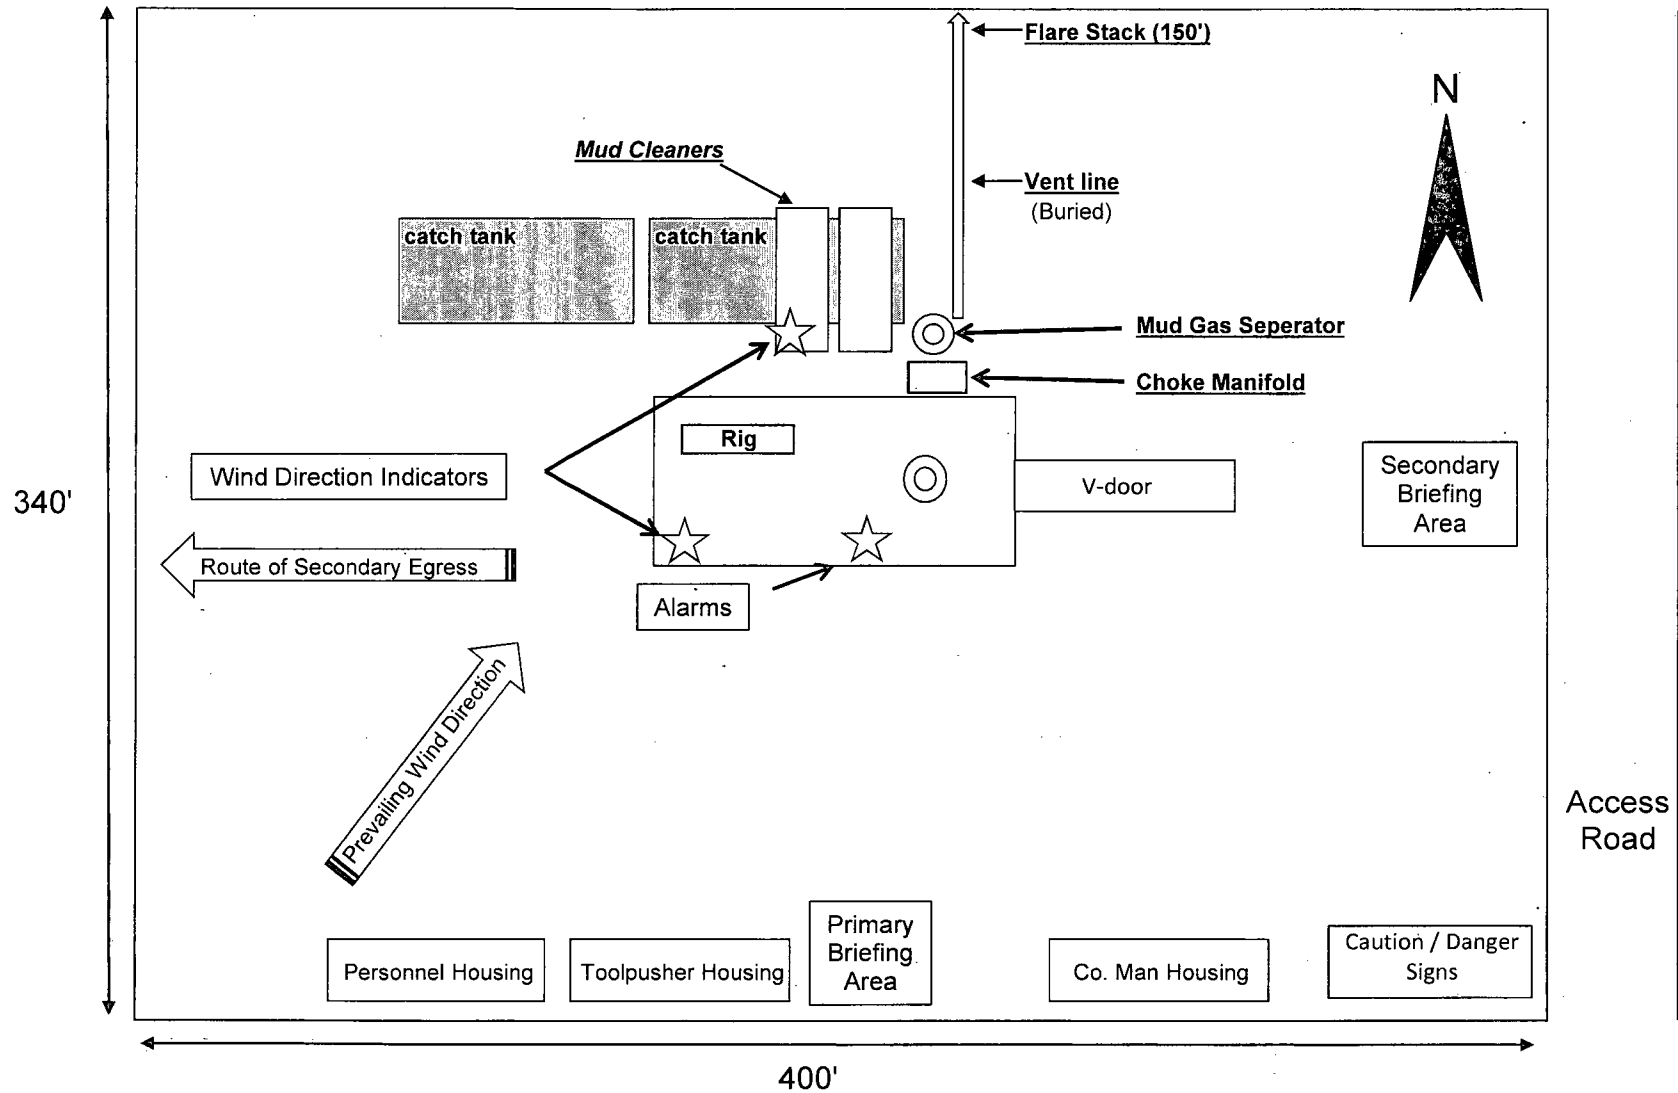 Flare Stack (150')
N
Mud Cleaners
Vent line
(Buried)
catch tank
catch tank
Mud Gas Seperator
Choke Manifold
Rig
Wind Direction Indicators
V-door
Secondary
Briefing
Area
340'
Route of Secondary Egress
Alarms
Prevailing Wind Direction
Access
Road
Personnel Housing
Toolpusher Housing
Primary
Briefing
Area
Co. Man Housing
Caution / Danger
Signs
400'